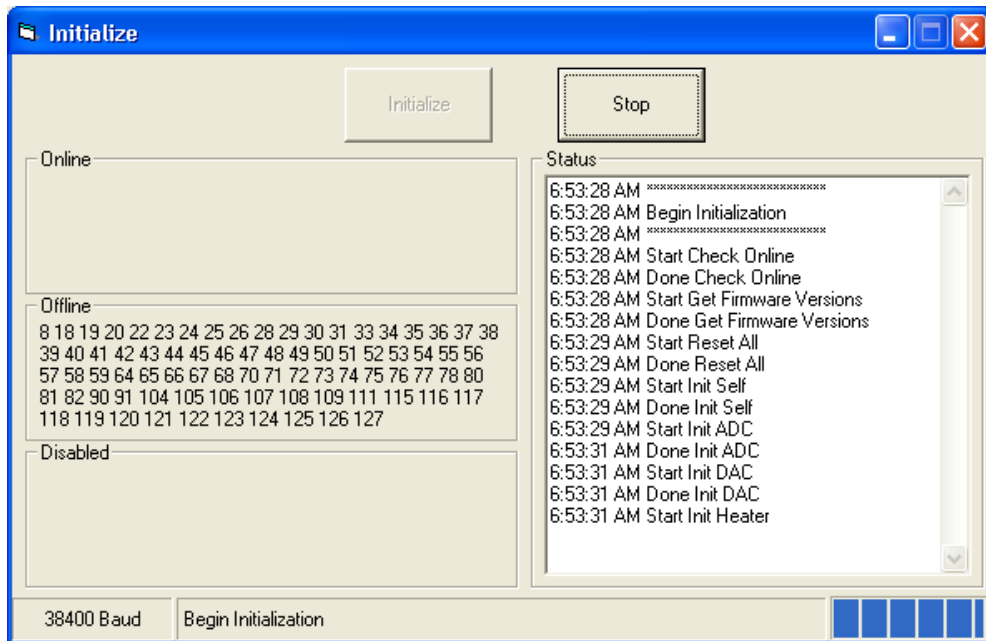 Initialize
Initialize
Stop
Online
Offline
8 18 19 20 22 23 24 25 26 28 29 30 31 33 34 35 36 37 38
39 40 41 42 43 44 45 46 47 48 49 50 51 52 53 54 55 56
57 58 59 64 65 66 67 68 70 71 72 73 74 75 76 77 78 80
81 82 90 91 104 105 106 107 108 109 111 115 116 117
118 119 120 121 122 123 124 125 126 127
Disabled
Status
6:53:28 AM ***************************
6:53:28 AM Begin Initialization
6:53:28 AM ***************************
6:53:28 AM Start Check Online
6:53:28 AM Done Check Online
6:53:28 AM Start Get Firmware Versions
6:53:28 AM Done Get Firmware Versions
6:53:29 AM Start Reset All
6:53:29 AM Done Reset All
6:53:29 AM Start Init Self
6:53:29 AM Done Init Self
6:53:29 AM Start Init ADC
6:53:31 AM Done Init ADC
6:53:31 AM Start Init DAC
6:53:31 AM Done Init DAC
6:53:31 AM Start Init Heater
38400 Baud
Begin Initialization